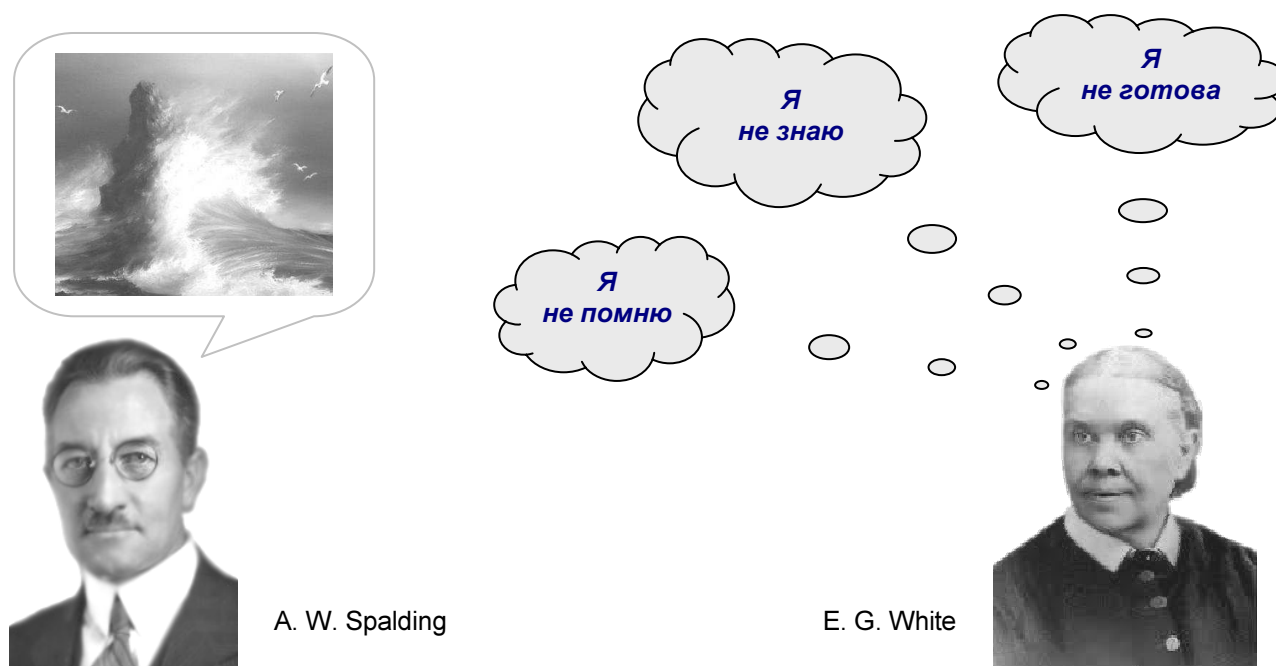 Я
не готова
Я
не знаю
Я
не помню
A. W. Spalding
E. G. White